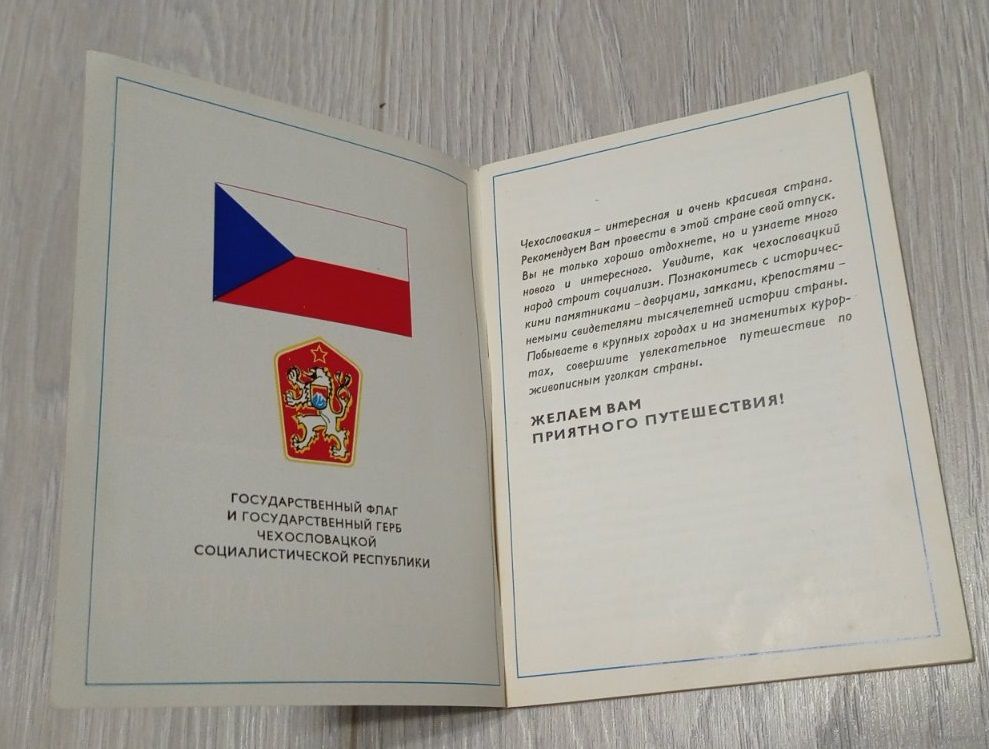 ГОСУДАРСТВЕННЫЙ ФЛАГ
И ГОСУДАРСТВЕННЫЙ ГЕРБ
ЧЕХОСЛОВАЦКОЙ
СОЦИАЛИСТИЧЕСКОЙ РЕСПУБЛИКИ
Чехословакия – интересная и очень красивая страна.
Рекомендуем Вам провести в этой стране свой отпуск.
Вы не только хорошо отдохнете, но и узнаете много
нового и интересного. Увидите, как чехословацкий
народ строит социализм. Познакомитесь с историчес-
кими памятниками – дворцами, замками, крепостями –
немыми свидетелями тысячелетней истории страны.
Побываете в крупных городах и на знаменитых курор-
тах, совершите увлекательное путешествие по
живописным уголкам страны.
ЖЕЛАЕМ ВАМ
ПРИЯТНОГО ПУТЕШЕСТВИЯ!